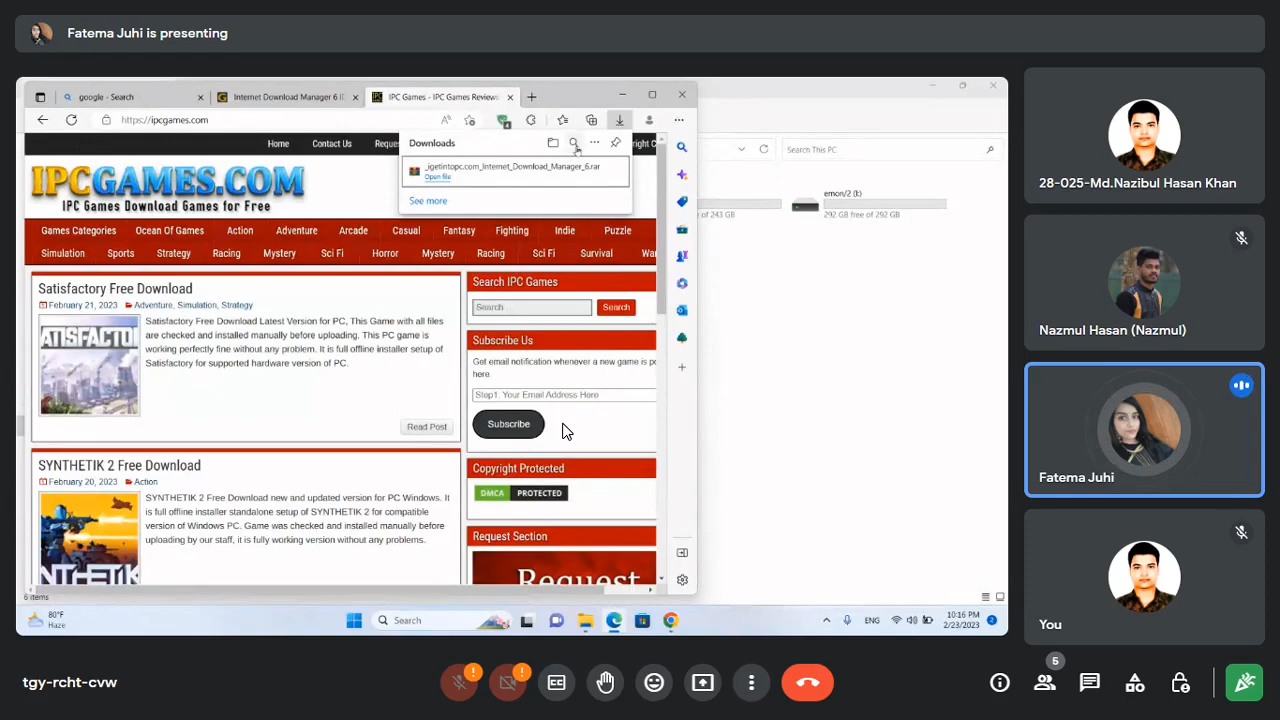 Fatema Juhi is presenting
google - Search
Internet Download Manager 6
IPC Games - IPC Games Reviews
https://ipcgames.com
Home
Contact Us
Reque
Downloads
right C
_igetintopc.com_Internet_Download_Manager_6.rar
Open file
See more
Search This PC
emon/2 (I:)
of 243 GB
292 GB free of 292 GB
IPCGAMES.COM
IPC Games Download Games for Free
Games Categories
Ocean Of Games
Action
Adventure
Arcade
Casual
Fantasy
Fighting
Indie
Puzzle
Simulation
Sports
Strategy
Racing
Mystery
Sci Fi
Horror
Mystery
Racing
Sci Fi
Survival
War
Satisfactory Free Download
February 21, 2023
Adventure, Simulation, Strategy
ATISFACTOR
Satisfactory Free Download Latest Version for PC, This Game with all files
are checked and installed manually before uploading. This PC game is
working perfectly fine without any problem. It is full offline installer setup of
Satisfactory for supported hardware version of PC.
Read Post
Search IPC Games
Search
Search
Subscribe Us
Get email notification whenever a new game is po
here.
Step1. Your Email Address Here
Subscribe
SYNTHETIK 2 Free Download
February 20, 2023
Action
NTHETIK
SYNTHETIK 2 Free Download new and updated version for PC Windows. It
is full offline installer standalone setup of SYNTHETIK 2 for compatible
version of Windows PC. Game was checked and installed manually before
uploading by our staff, it is fully working version without any problems.
Copyright Protected
DMCA PROTECTED
Request Section
Request
6 items
80°F
Haze
Search
ENG
10:16 PM
2/23/2023
2
28-025-Md.Nazibul Hasan Khan
Nazmul Hasan (Nazmul)
Fatema Juhi
You
tgy-rcht-cvw
5